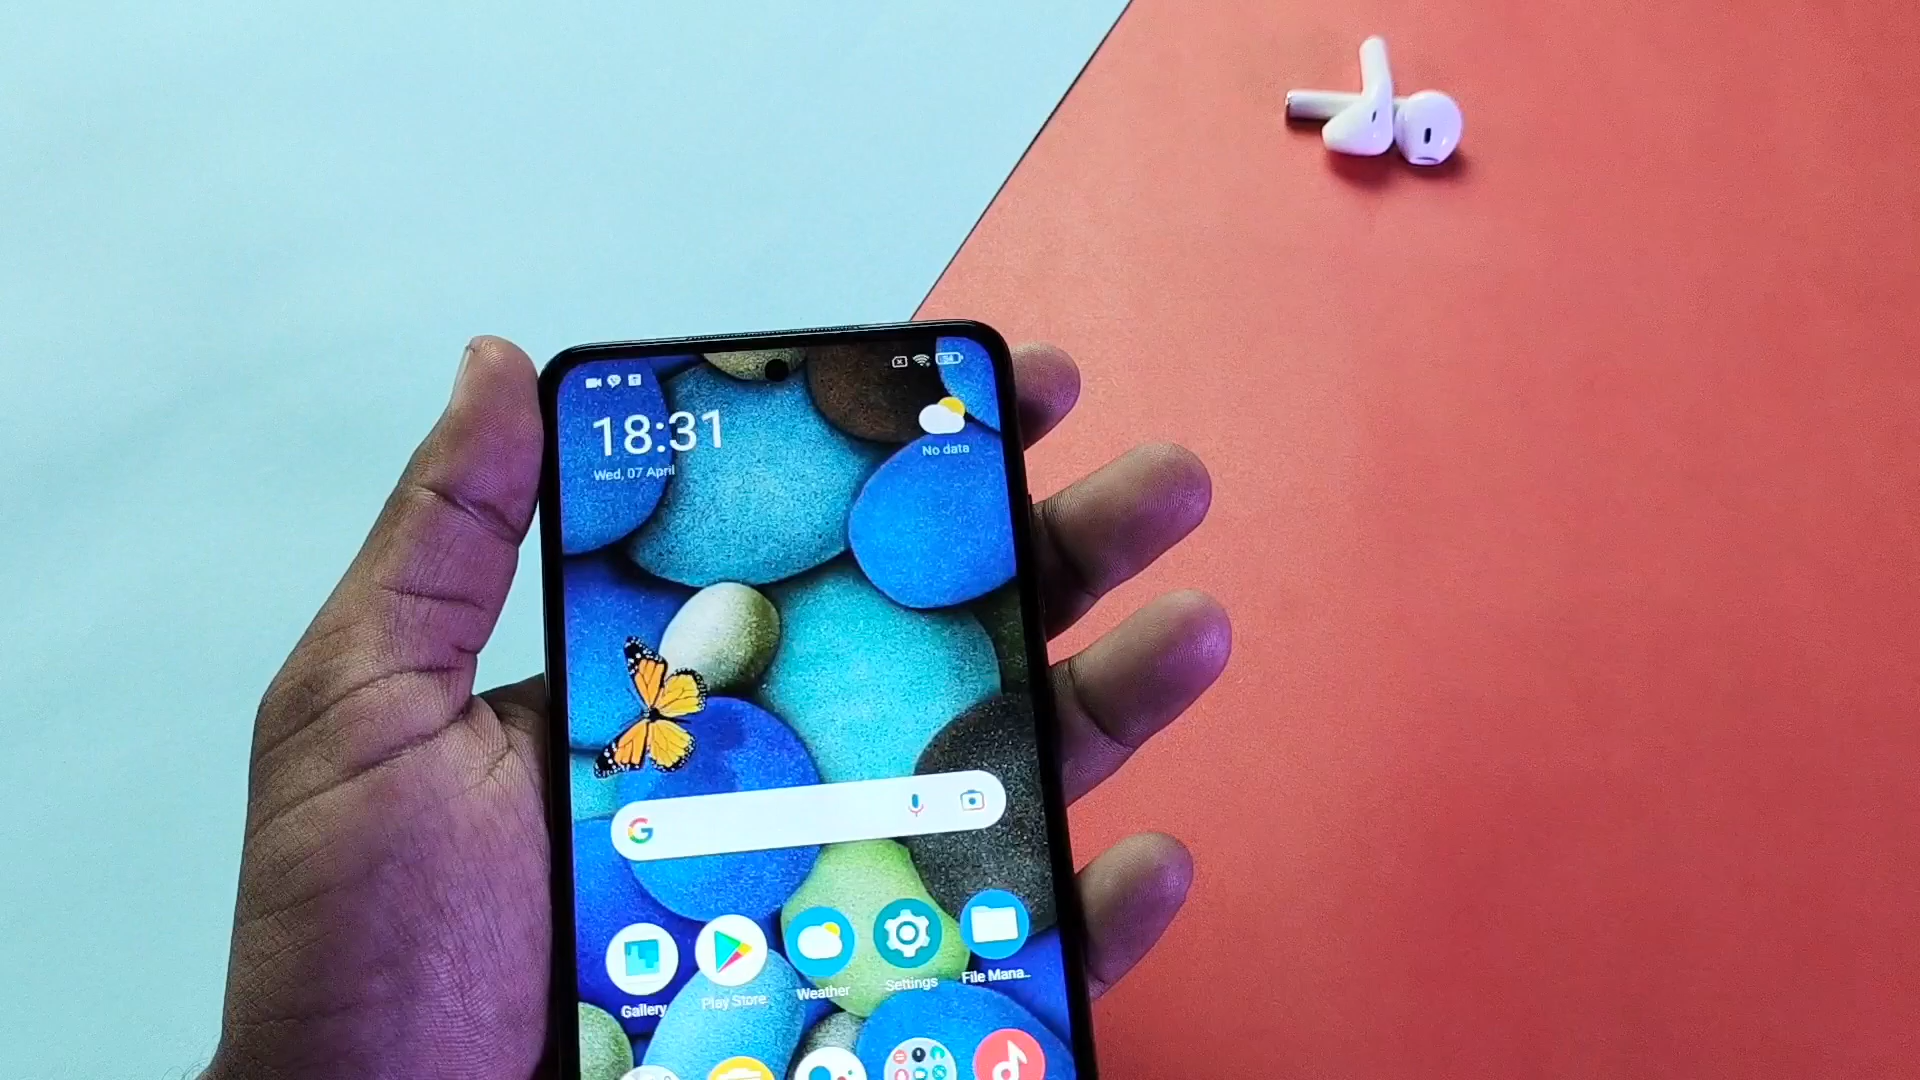 18:31
Wed, 07 April
No data
Gallery
Play Store
Weather
Settings
File Mana..